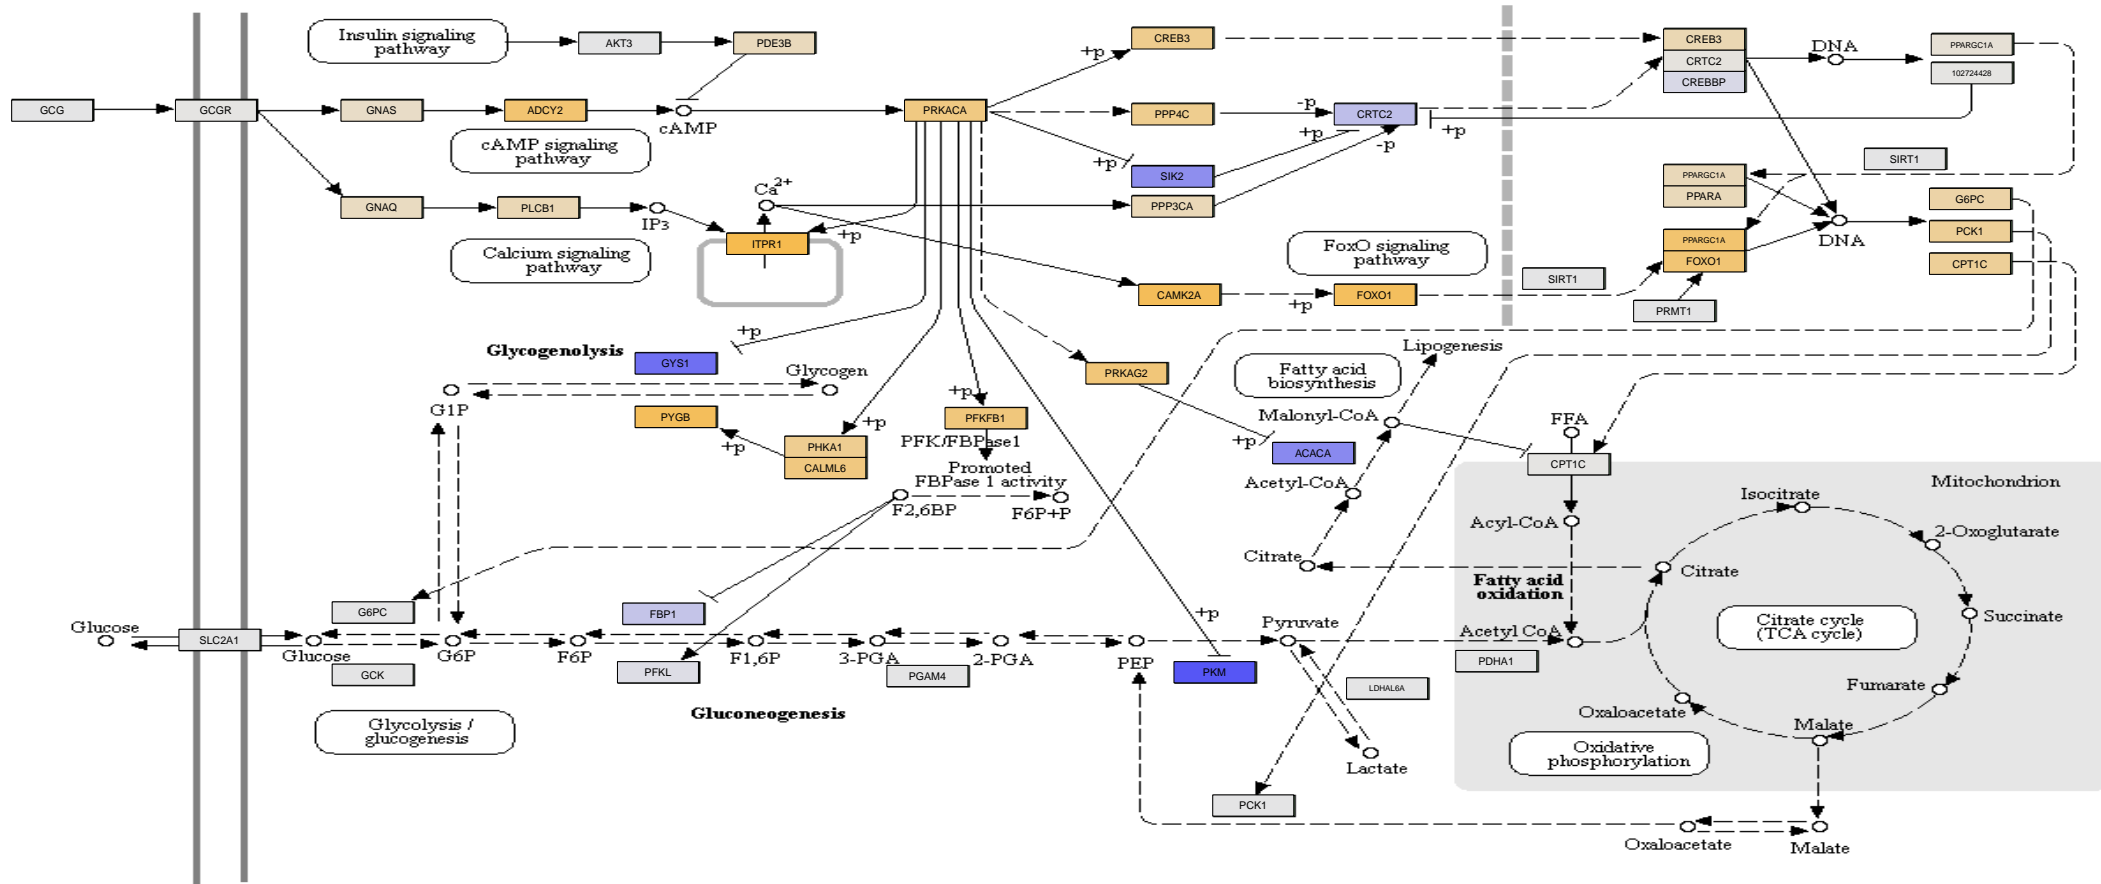 Insulin signaling
pathway
AKT3
PDE3B
CREB3
+p
CREB3
CRTC2
CREBBP
DNA
PPARGC1A
102724428
GCG
GCGR
GNAS
ADCY2
cAMP
PRKACA
PPP4C
-p
CRTC2
+p
+p
-p
+p
SIK2
cAMP signaling
pathway
SIRT1
PPARGC1A
PPARA
G6PC
PCK1
CPT1C
DNA
GNAQ
PLCB1
IP3
Ca2+
PPP3CA
ITPR1
+p
Calcium signaling
pathway
FoxO signaling
pathway
PPARGC1A
FOXO1
SIRT1
PRMT1
CAMK2A
+p
FOXO1
+p
Glycogenolysis
GYS1
Glycogen
G1P
PYGB
+p
+p
PHKA1
CALML6
+p
PFKFB1
PFK/FBPase1
Promoted
FBPase 1 activity
F2,6BP
F6P+P
PRKAG2
+p
Fatty acid
biosynthesis
Lipogenesis
Malonyl-CoA
ACACA
Acetyl-CoA
Citrate
FFA
CPT1C
Mitochondrion
Acyl-CoA
Isocitrate
2-Oxoglutarate
Citrate
Fatty acid
oxidation
Succinate
Citrate cycle
(TCA cycle)
Fumarate
Malate
Oxaloacetate
Oxidative
phosphorylation
G6PC
FBP1
+p
Glucose
SLC2A1
Glucose
G6P
F6P
F1,6P
3-PGA
2-PGA
PEP
Pyruvate
Acetyl CoA
GCK
PFKL
PGAM4
PKM
LDHAL6A
PDHA1
Gluconeogenesis
Glycolysis /
glucogenesis
Lactate
PCK1
Oxaloacetate
Malate